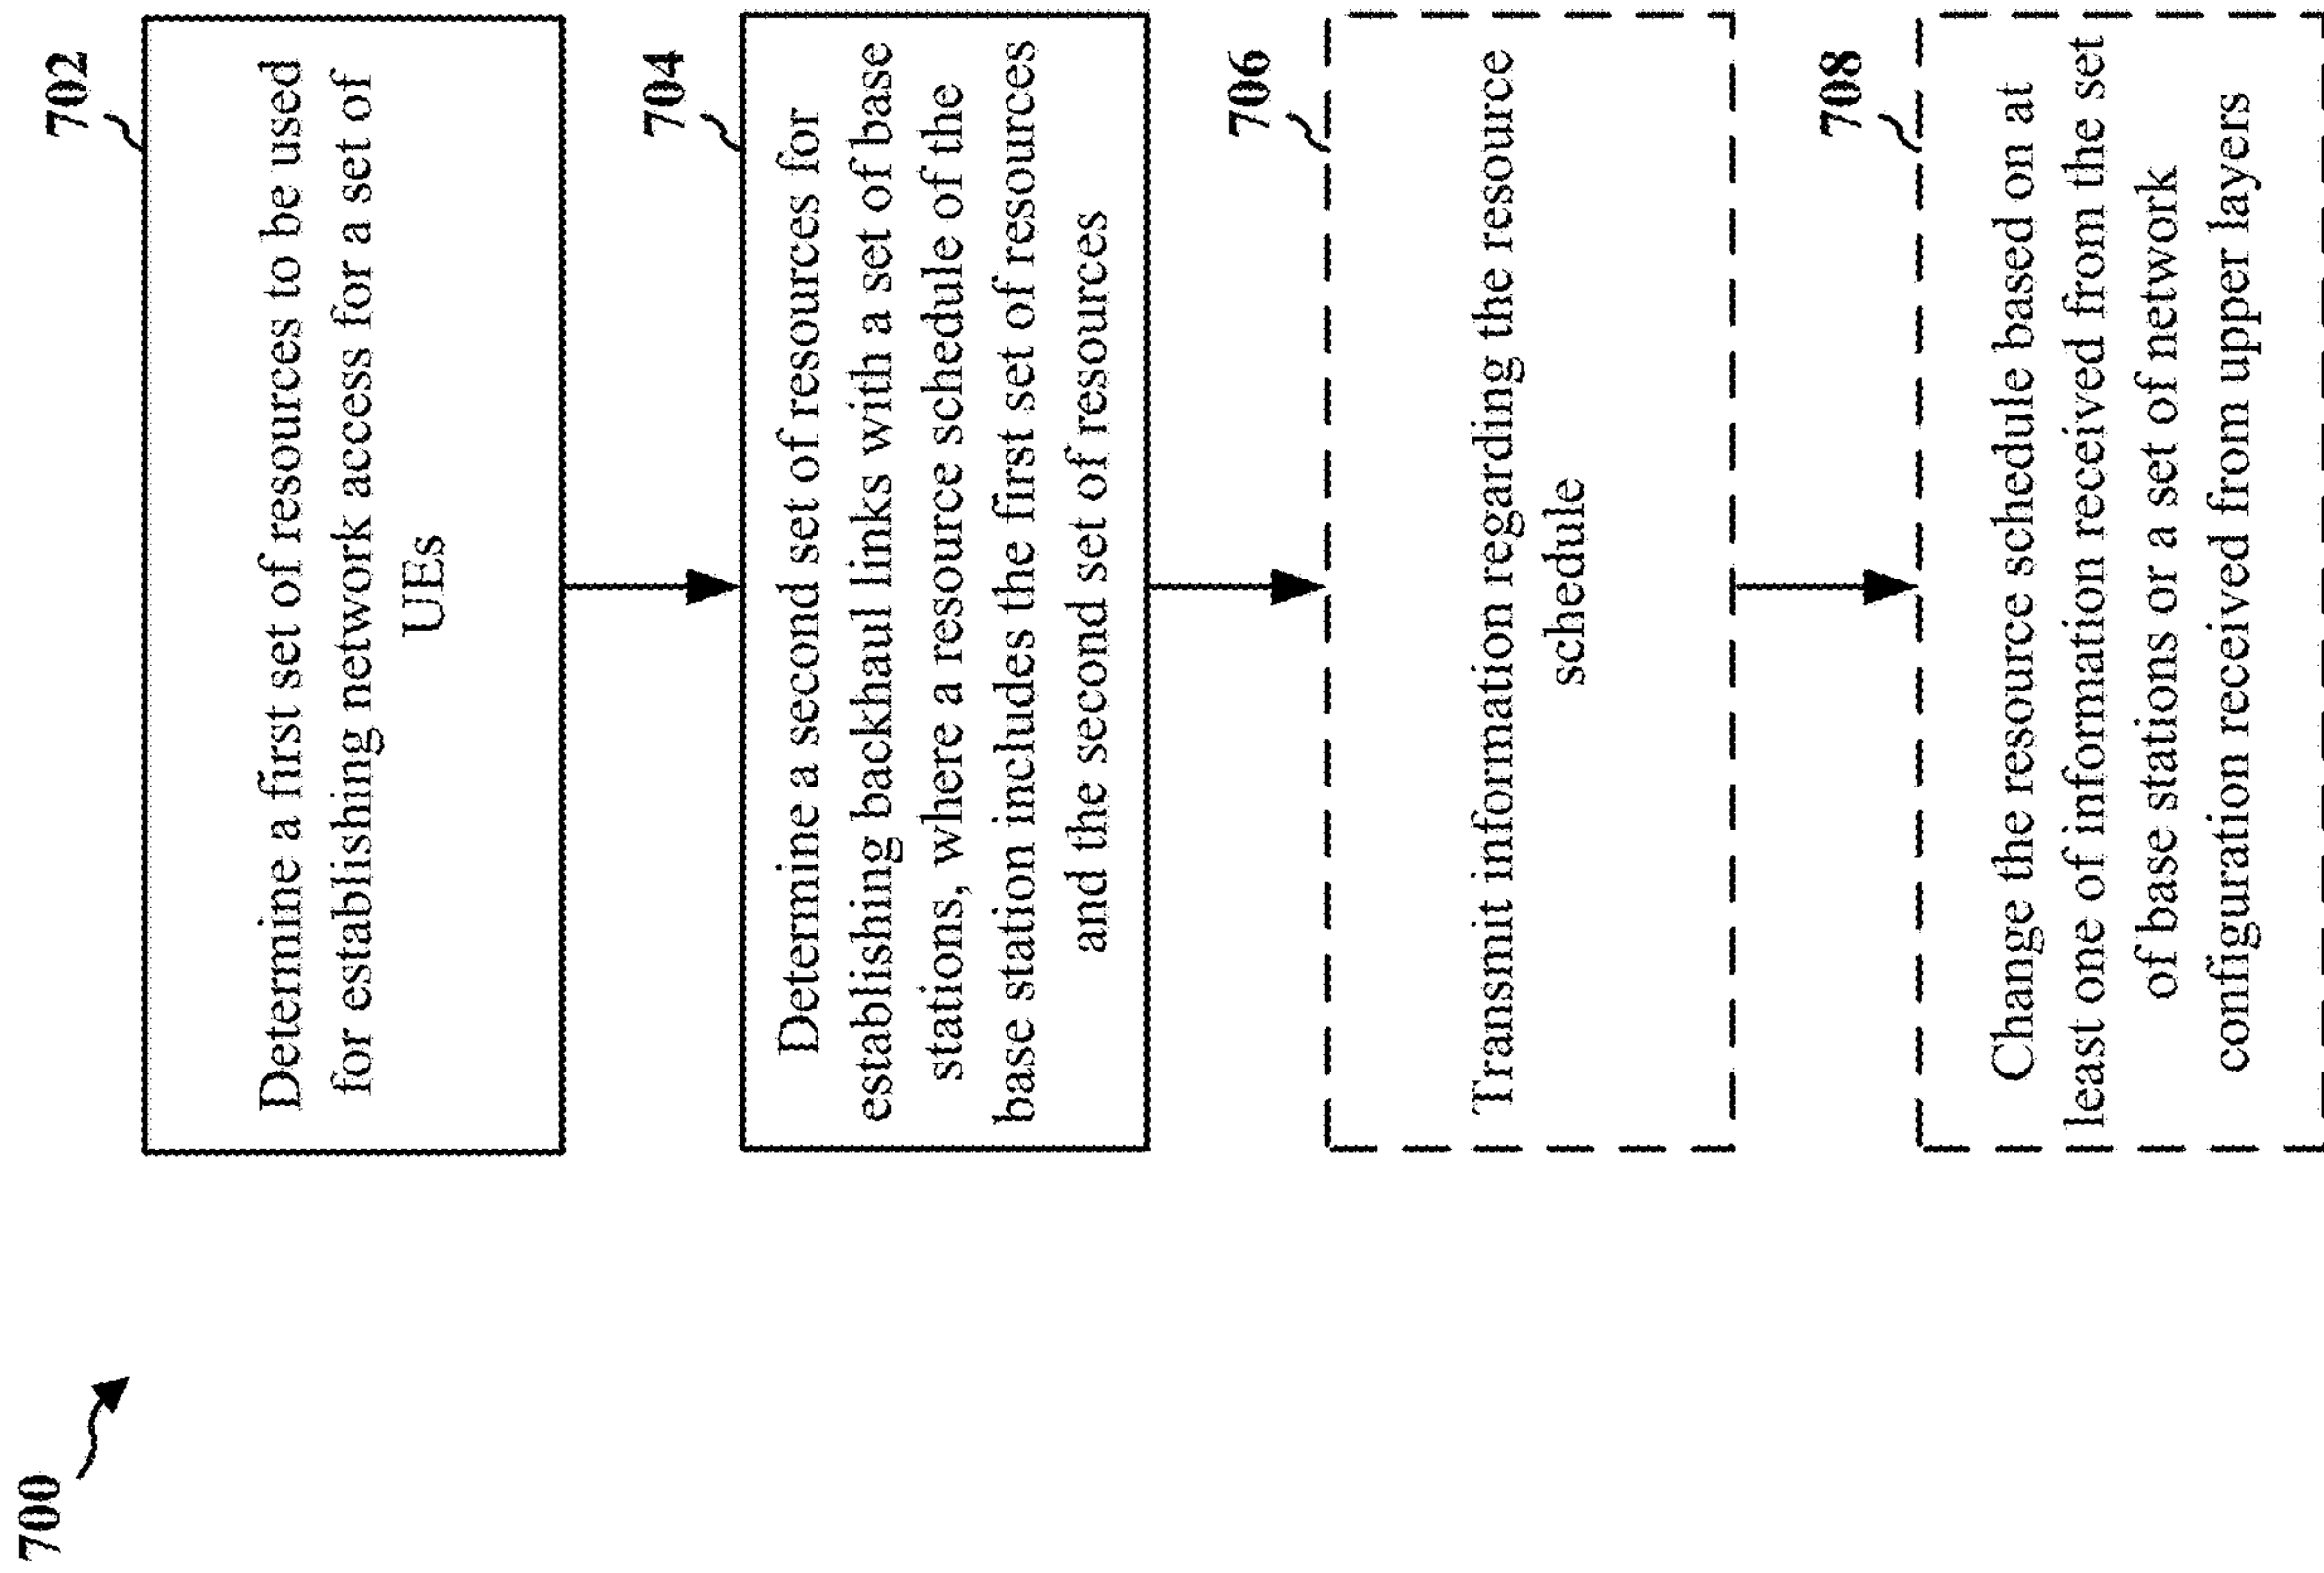 700
702
Determine a first set of resources to be used
for establishing network access for a set of
UEs
704
Determine a second set of resources for
establishing backhaul links with a set of base
stations, where a resource schedule of the
base station includes the first set of resources
and the second set of resources
706
Transmit information regarding the resource
schedule
708
Change the resource schedule based on at
least one of information received from the set
of base stations or a set of network
configuration received from upper layers